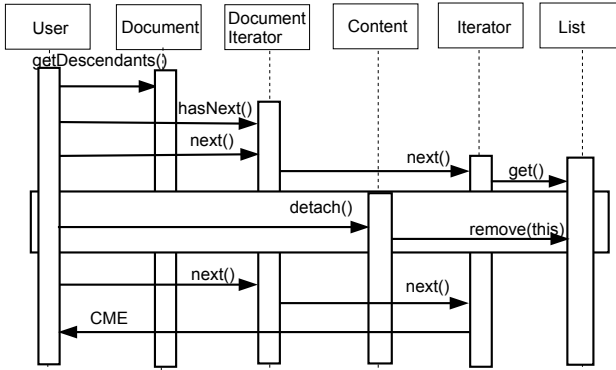 User
Document
Document
Iterator
Content
Iterator
List
getDescendants()
hasNext()
next()
next()
get()
detach()
remove(this)
next()
next()
CME